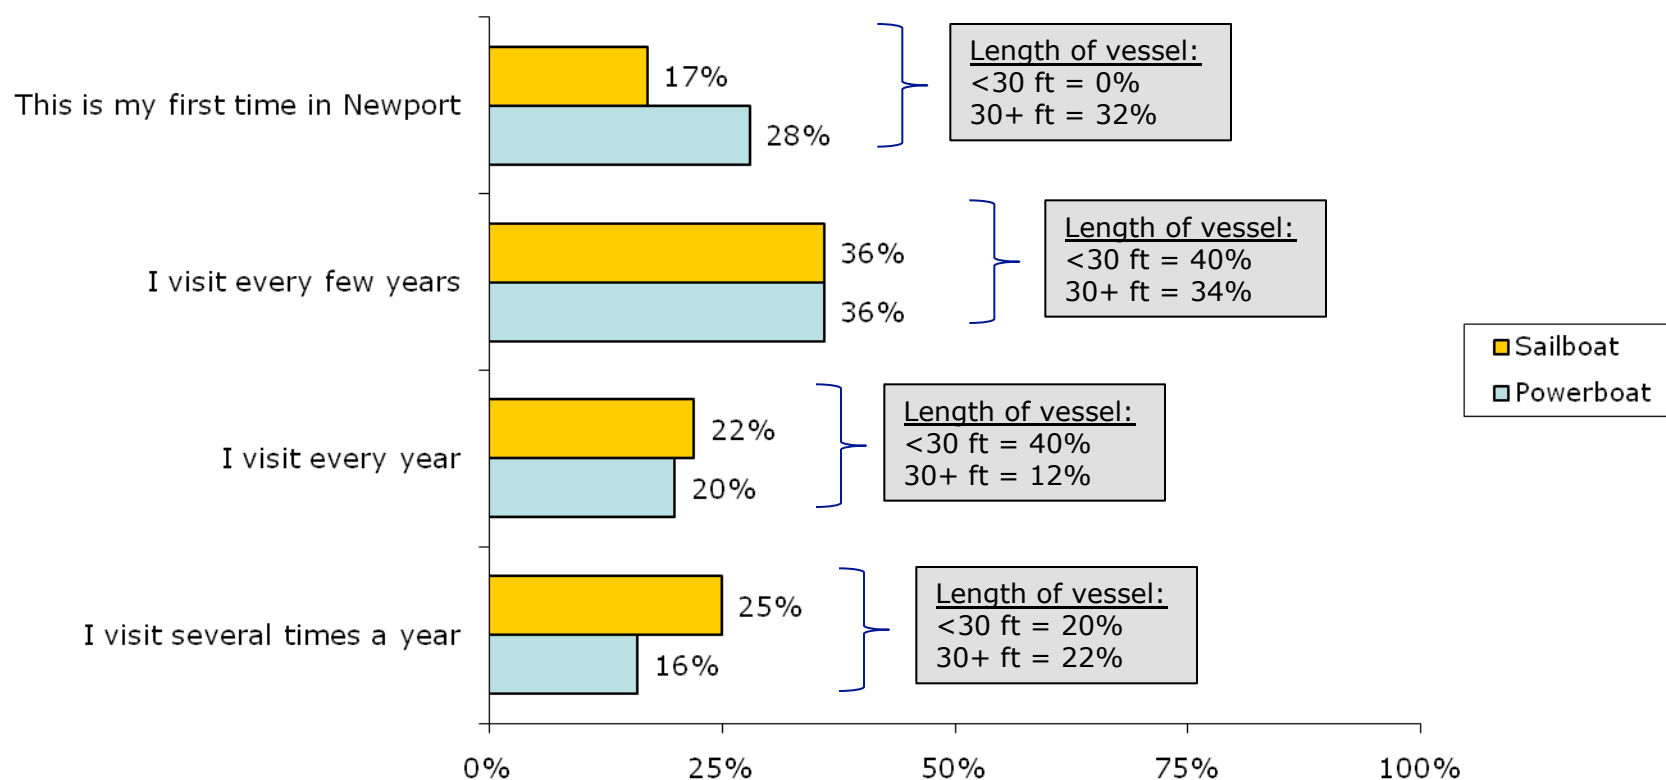 This is my first time in Newport
17%
28%
Length of vessel:
<30 ft = 0%
30+ ft = 32%
I visit every few years
36%
36%
Length of vessel:
<30 ft = 40%
30+ ft = 34%
Sailboat
Powerboat
I visit every year
22%
20%
Length of vessel:
<30 ft = 40%
30+ ft = 12%
I visit several times a year
25%
16%
Length of vessel:
<30 ft = 20%
30+ ft = 22%
0% 25% 50% 75% 100%